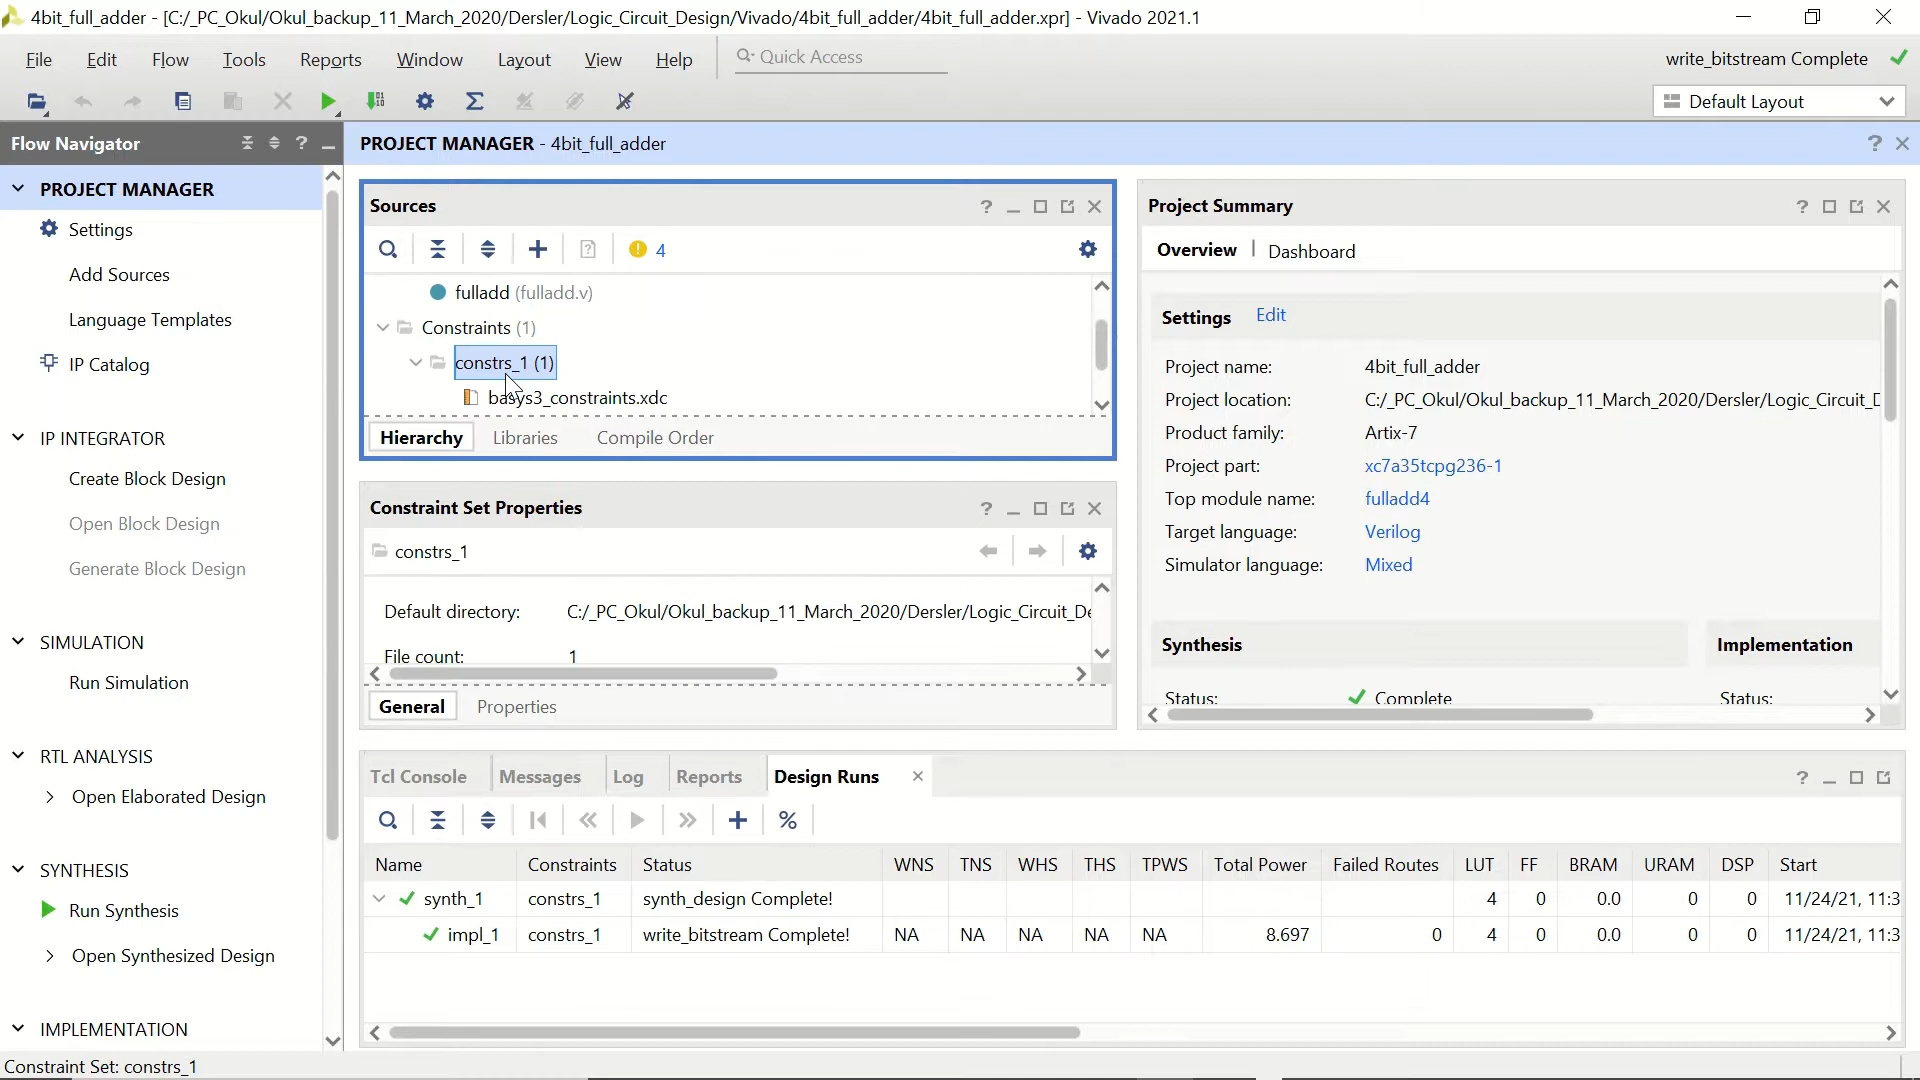 4bit_full_adder - [C:/_PC_Okul/Okul_backup_11_March_2020/Dersler/Logic_Circuit_Design/Vivado/4bit_full_adder/4bit_full_adder.xpr] - Vivado 2021.1
File Edit Flow Tools Reports Window Layout View Help Quick Access write_bitstream Complete
Default Layout
Flow Navigator
PROJECT MANAGER - 4bit_full_adder
PROJECT MANAGER
Settings
Add Sources
Language Templates
IP Catalog
IP INTEGRATOR
Create Block Design
Open Block Design
Generate Block Design
SIMULATION
Run Simulation
RTL ANALYSIS
Open Elaborated Design
SYNTHESIS
Run Synthesis
Open Synthesized Design
IMPLEMENTATION
Sources
4
fulladd (fulladd.v)
Constraints (1)
constrs_1 (1)
basys3_constraints.xdc
Hierarchy Libraries Compile Order
Constraint Set Properties
constrs_1
Default directory: C:/_PC_Okul/Okul_backup_11_March_2020/Dersler/Logic_Circuit_De
File count: 1
General Properties
Project Summary
Overview | Dashboard
Settings Edit
Project name: 4bit_full_adder
Project location: C:/_PC_Okul/Okul_backup_11_March_2020/Dersler/Logic_Circuit_D
Product family: Artix-7
Project part: xc7a35tcpg236-1
Top module name: fulladd4
Target language: Verilog
Simulator language: Mixed
Synthesis Implementation
Status: Complete Status:
Tcl Console Messages Log Reports Design Runs
Name Constraints Status WNS TNS WHS THS TPWS Total Power Failed Routes LUT FF BRAM URAM DSP Start
synth_1 constrs_1 synth_design Complete! 4 0 0.0 0 0 11/24/21, 11:3
impl_1 constrs_1 write_bitstream Complete! NA NA NA NA NA 8.697 0 4 0 0.0 0 0 11/24/21, 11:3
Constraint Set: constrs_1